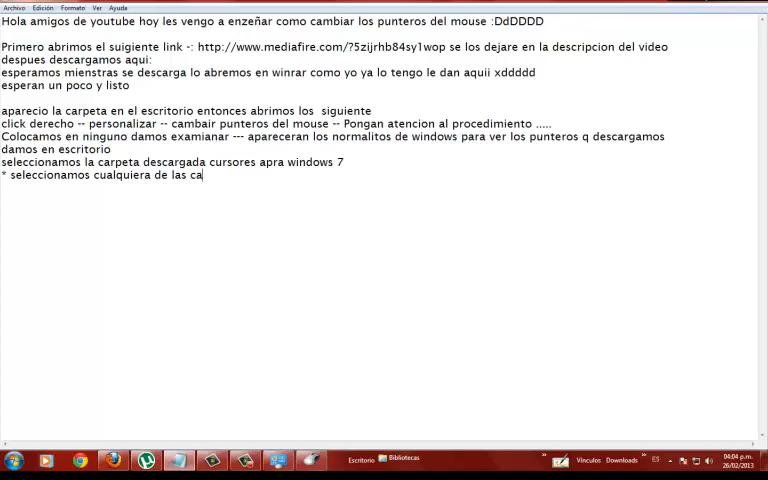 Archivo Edición Formato Ver Ayuda
Hola amigos de youtube hoy les vengo a enzeñar como cambiar los punteros del mouse :DdDDDD
Primero abrimos el suigiente link -: http://www.mediafire.com/?5zijrhb84sy1wop se los dejare en la descripcion del video
despues descargamos aqui:
esperamos mienstras se descarga lo abremos en winrar como yo ya lo tengo le dan aquii xddddd
esperan un poco y listo
aparecio la carpeta en el escritorio entonces abrimos los siguiente
click derecho -- personalizar -- cambair punteros del mouse -- Pongan atencion al procedimiento .....
Colocamos en ninguno damos examianar --- apareceran los normalitos de windows para ver los punteros q descargamos
damos en escritorio
seleccionamos la carpeta descargada cursores apra windows 7
* seleccionamos cualquiera de las ca
Escritorio Bibliotecas » Vínculos Downloads » ES 04:04 p.m.
26/02/2013